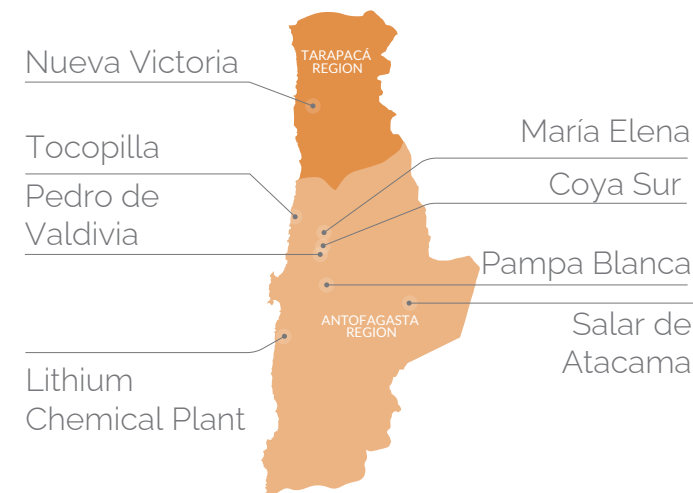 TARAPACÁ
REGION
Nueva Victoria
Tocopilla
Pedro de
Valdivia
María Elena
Coya Sur
Pampa Blanca
ANTOFAGASTA
REGION
Salar de
Atacama
Lithium
Chemical Plant